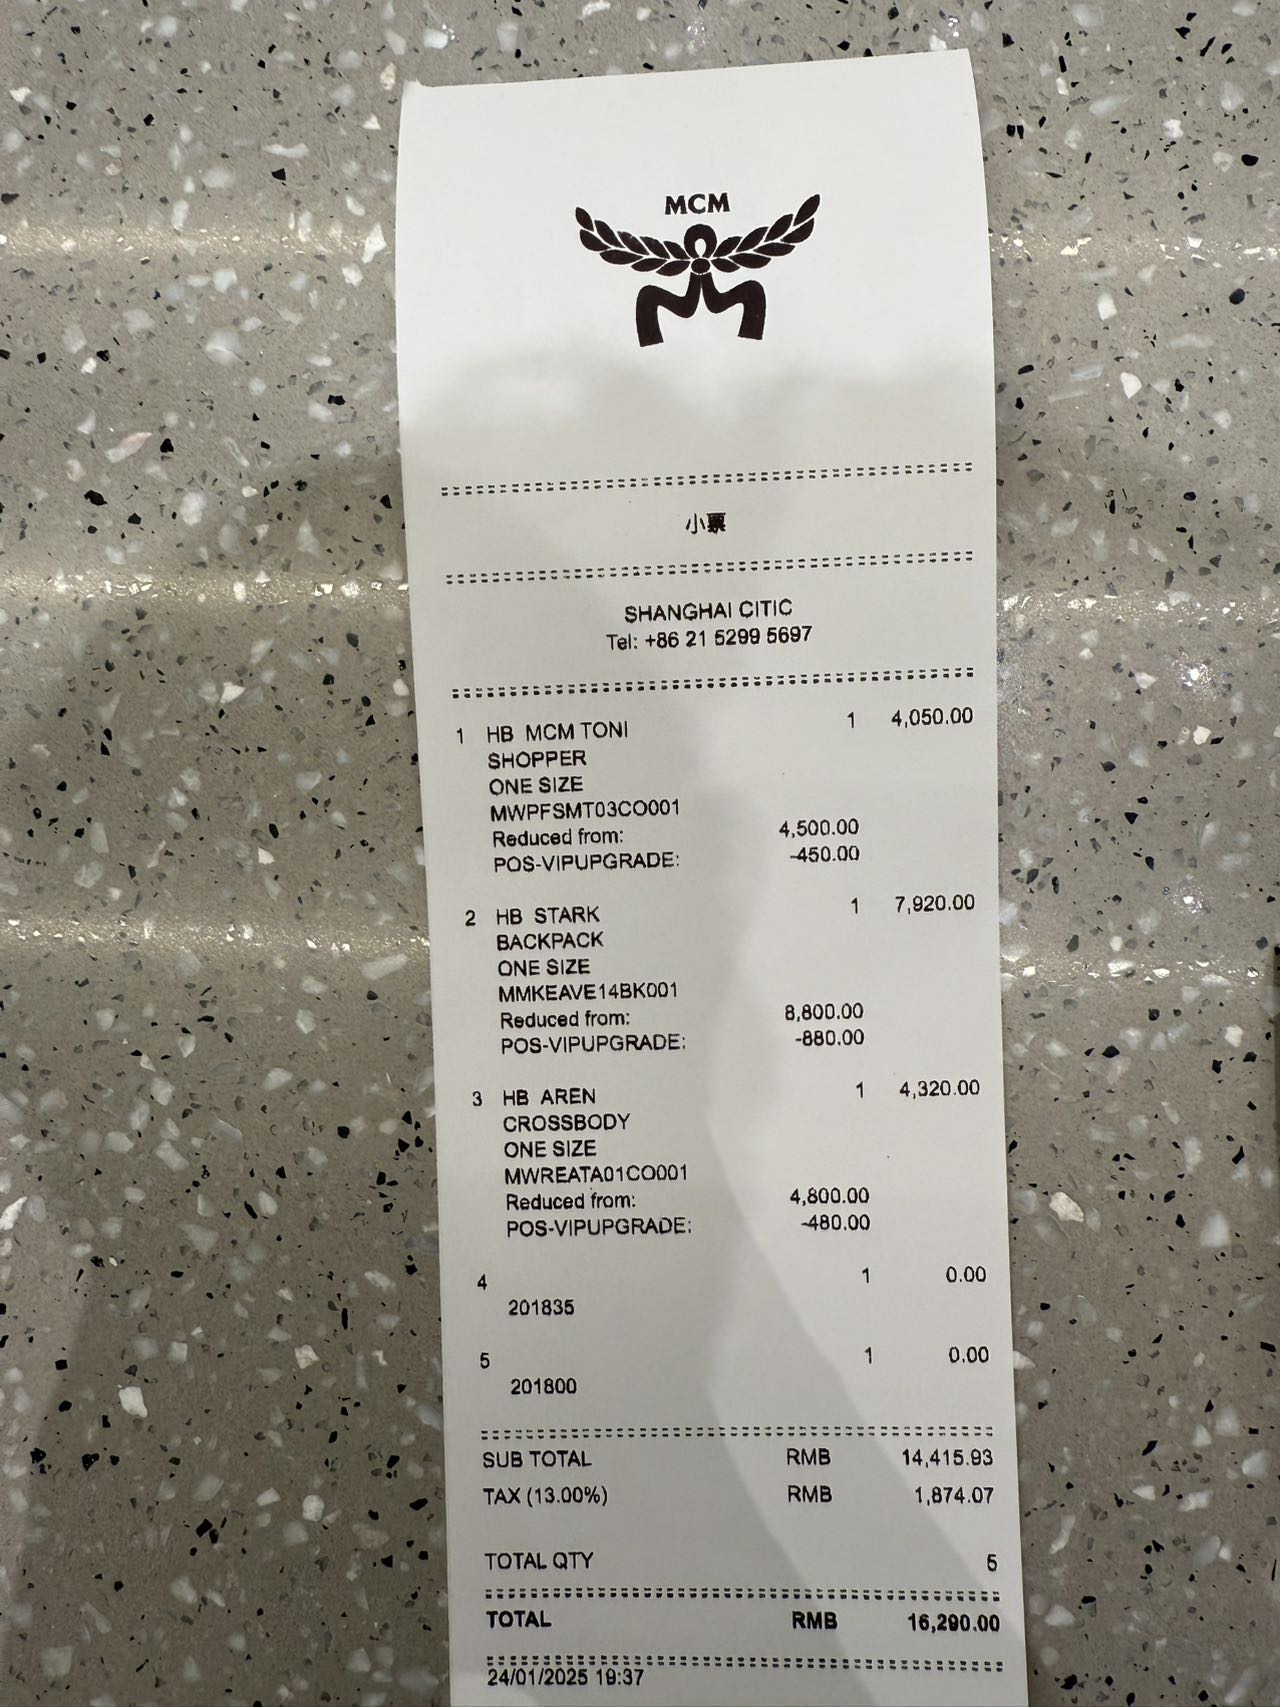 MCM
小票
SHANGHAI CITIC
Tel: +86 21 5299 5697
1 HB MCM TONI 1 4,050.00
SHOPPER
ONE SIZE
MWPFSMT03CO001
Reduced from: 4,500.00
POS-VIPUPGRADE: -450.00
2 HB STARK 1 7,920.00
BACKPACK
ONE SIZE
MMKEAVE14BK001
Reduced from: 8,800.00
POS-VIPUPGRADE: -880.00
3 HB AREN 1 4,320.00
CROSSBODY
ONE SIZE
MWREATA01CO001
Reduced from: 4,800.00
POS-VIPUPGRADE: -480.00
4 1 0.00
201835
5 1 0.00
201800
SUB TOTAL RMB 14,415.93
TAX (13.00%) RMB 1,874.07
TOTAL QTY 5
TOTAL RMB 16,290.00
24/01/2025 19:37